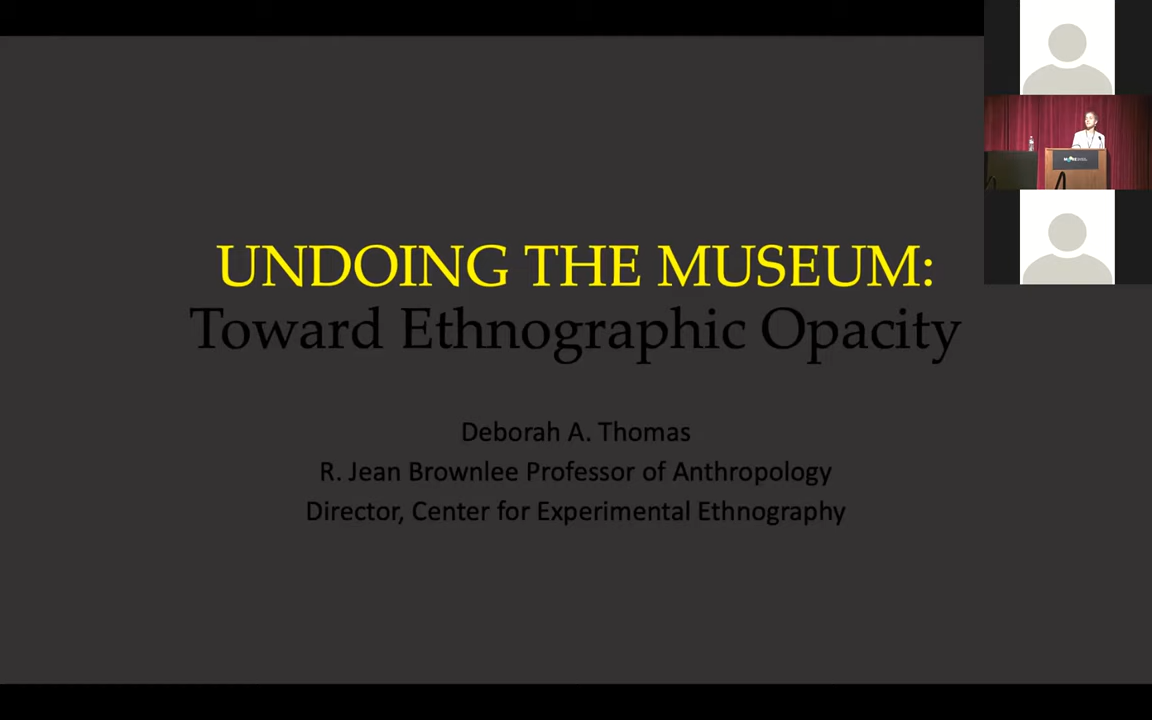 UNDOING THE MUSEUM:
Toward Ethnographic Opacity
Deborah A. Thomas
R. Jean Brownlee Professor of Anthropology
Director, Center for Experimental Ethnography